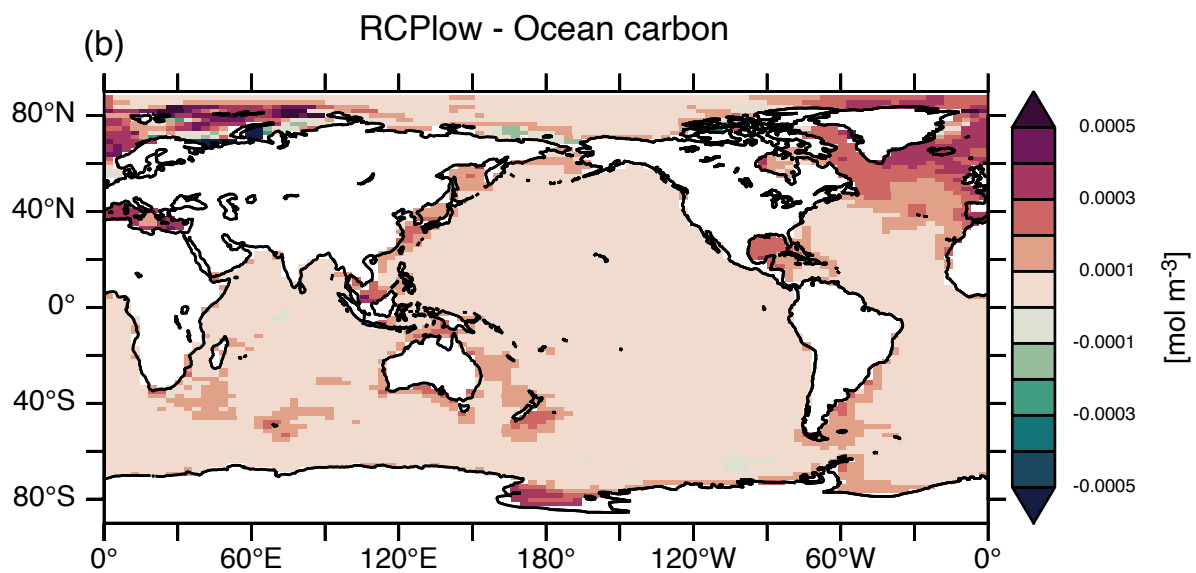 RCPlow - Ocean carbon
(b)
80°N
40°N
0°
40°S
80°S
0°
60°E
120°E
180°
120°W
60°W
0°
0.0005
0.0003
0.0001
-0.0001
-0.0003
-0.0005
[mol m-3]